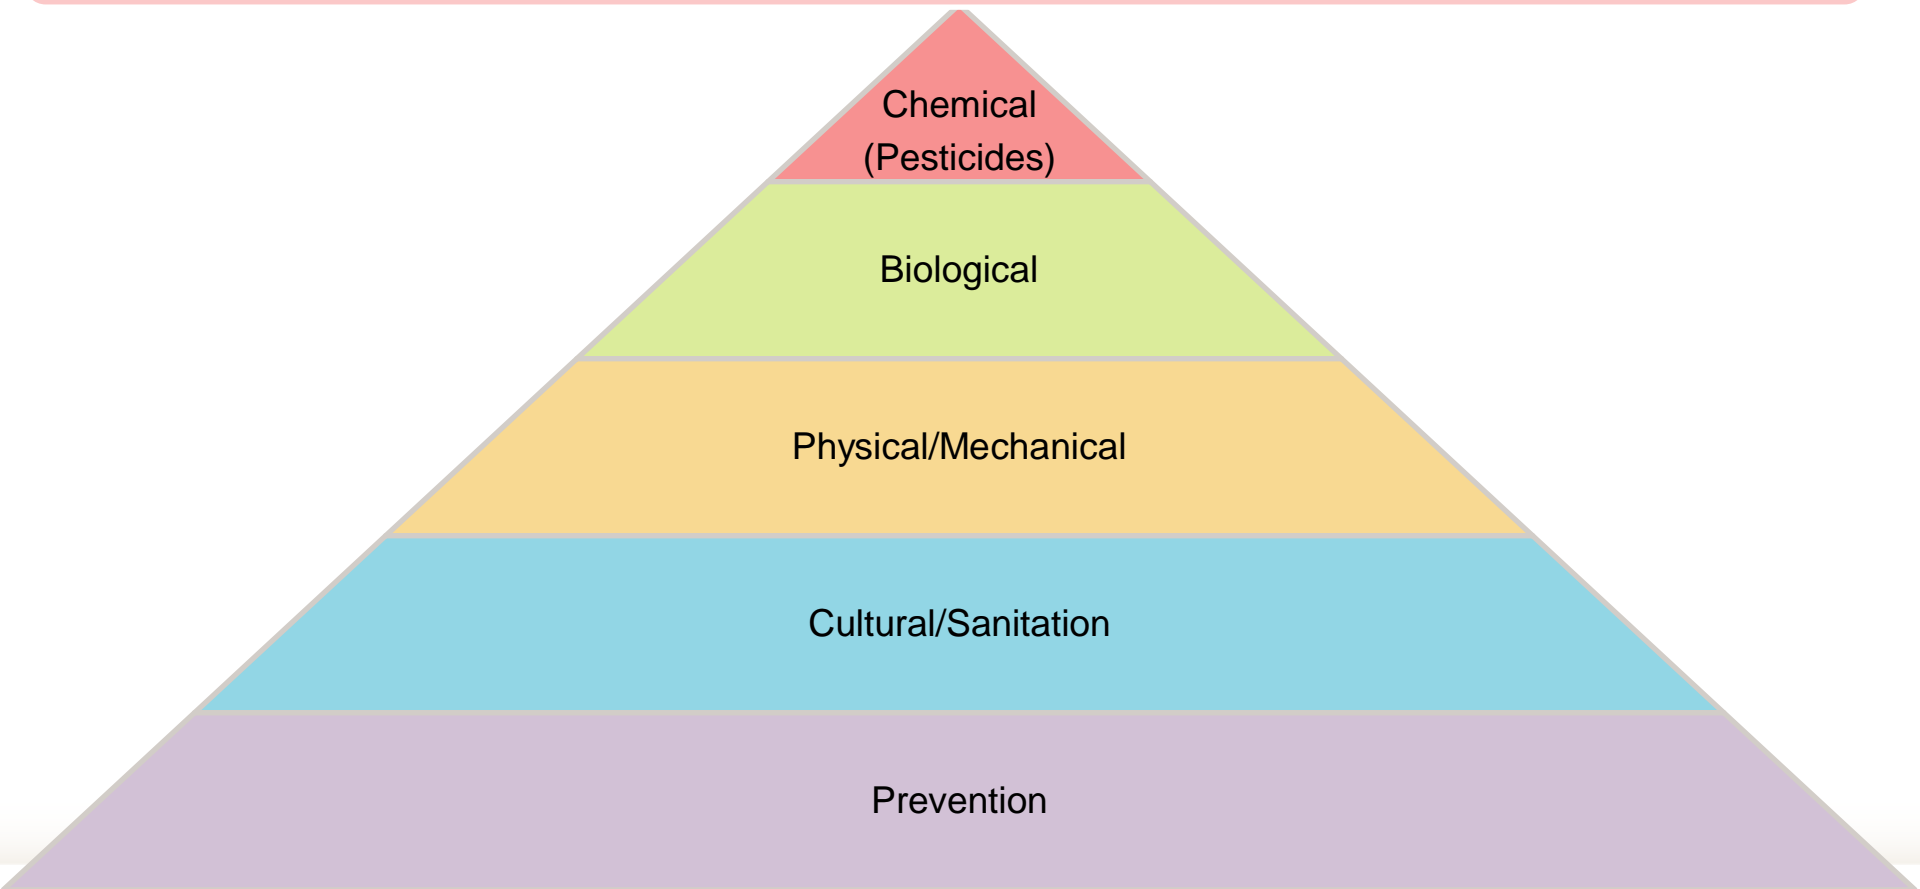 Chemical
(Pesticides)
Biological
Physical/Mechanical
Cultural/Sanitation
Prevention